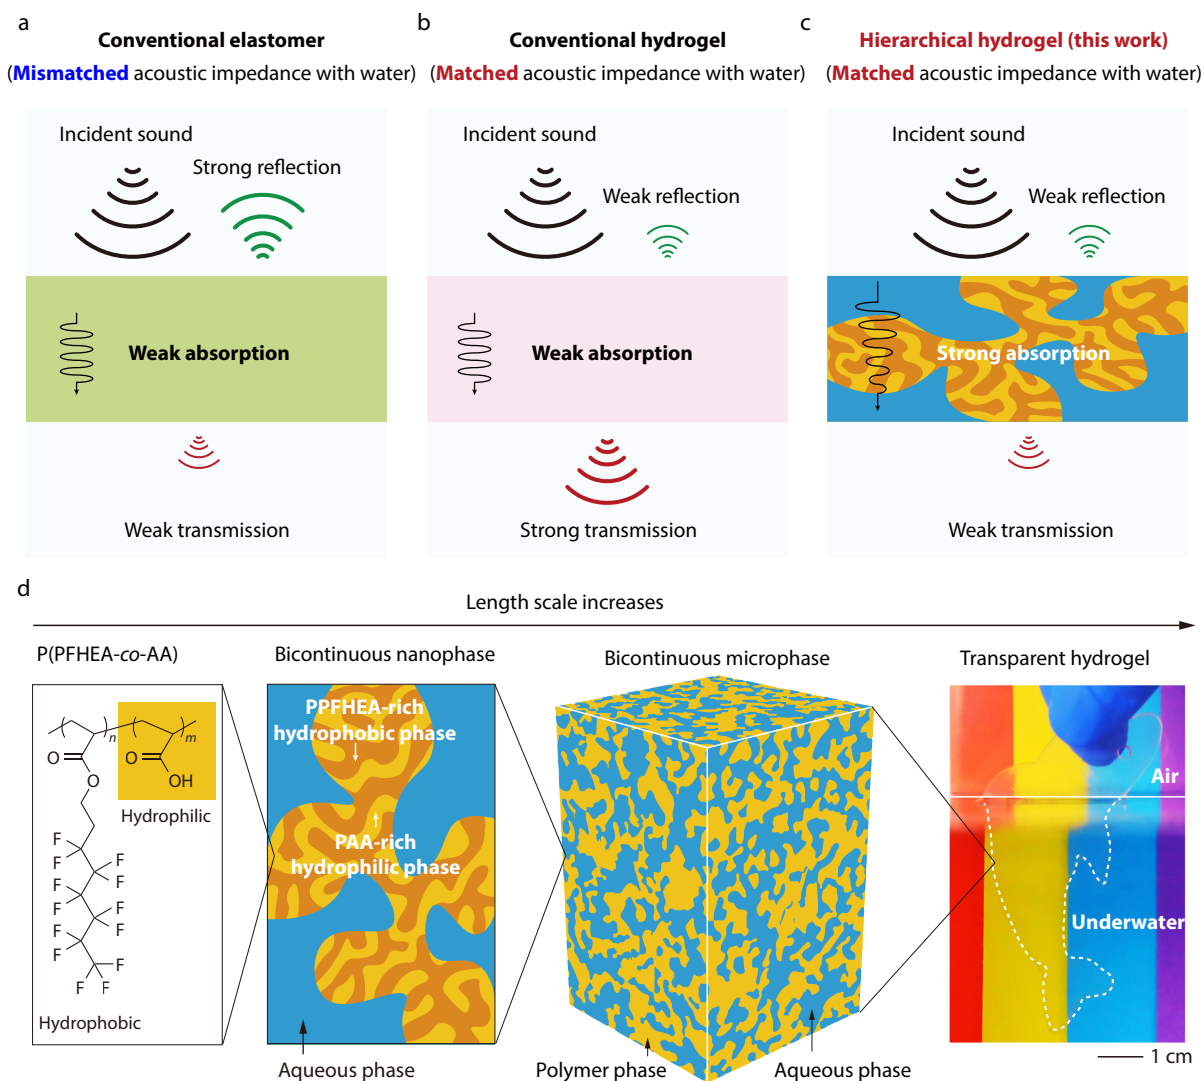 a
Conventional elastomer
(Mismatched acoustic impedance with water)
Incident sound
Strong reflection
Weak absorption
Weak transmission
b
Conventional hydrogel
(Matched acoustic impedance with water)
Incident sound
Weak reflection
Weak absorption
Strong transmission
c
Hierarchical hydrogel (this work)
(Matched acoustic impedance with water)
Incident sound
Weak reflection
Strong absorption
Weak transmission
d
Length scale increases
P(PFHEA-co-AA)
n
m
O
O
O
OH
Hydrophilic
F
F
F
F
F
F
F
F
F
F
F
F
F
Hydrophobic
Bicontinuous nanophase
PPFHEA-rich
hydrophobic phase
PAA-rich
hydrophilic phase
Aqueous phase
Bicontinuous microphase
Polymer phase
Aqueous phase
Transparent hydrogel
Air
Underwater
1 cm